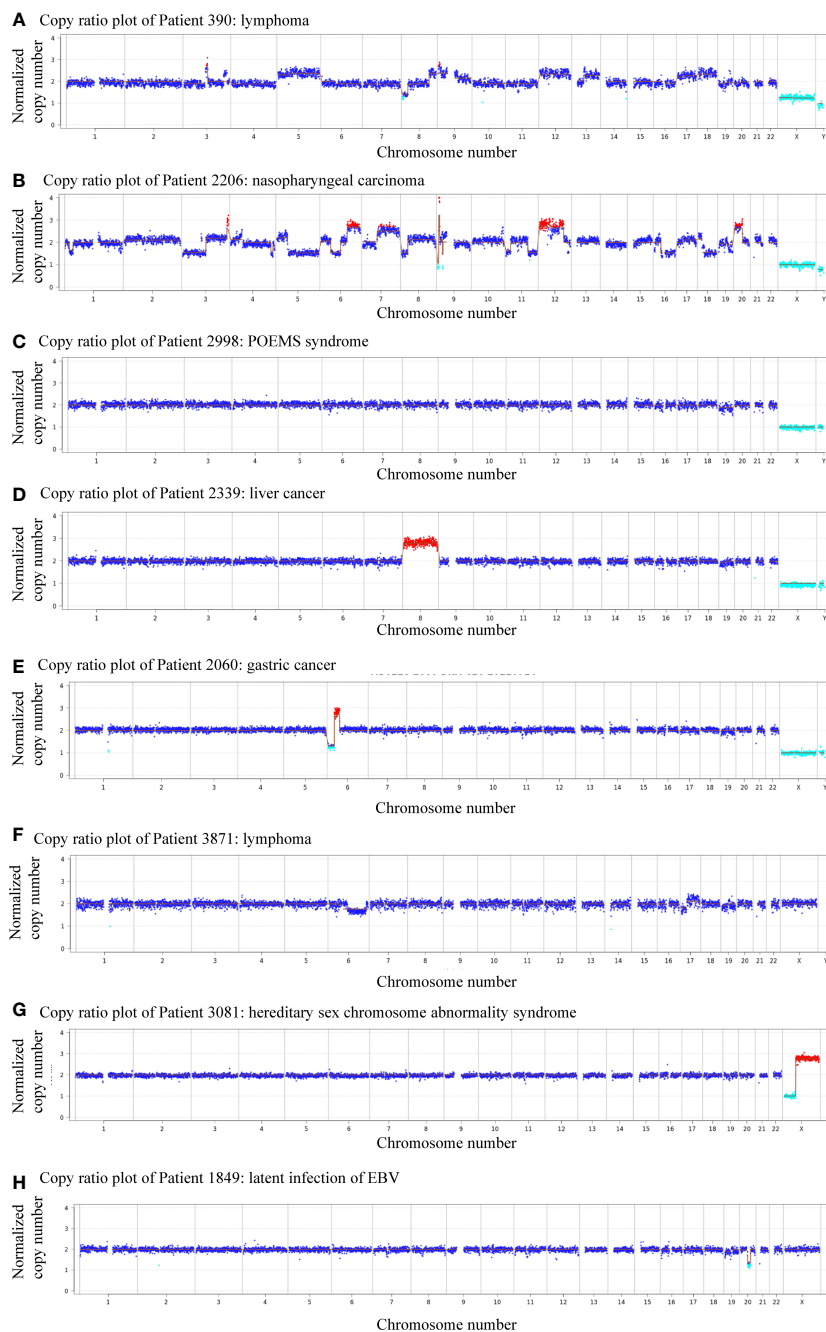 A Copy ratio plot of Patient 390: lymphoma
Normalized
copy number
4
3
2
1
0
1 2 3 4 5 6 7 8 9 10 11 12 13 14 15 16 17 18 19 20 21 22 X Y
Chromosome number
B Copy ratio plot of Patient 2206: nasopharyngeal carcinoma
Normalized
copy number
4
3
2
1
0
1 2 3 4 5 6 7 8 9 10 11 12 13 14 15 16 17 18 19 20 21 22 X Y
Chromosome number
C Copy ratio plot of Patient 2998: POEMS syndrome
Normalized
copy number
4
3
2
1
0
1 2 3 4 5 6 7 8 9 10 11 12 13 14 15 16 17 18 19 20 21 22 X Y
Chromosome number
D Copy ratio plot of Patient 2339: liver cancer
Normalized
copy number
4
3
2
1
0
1 2 3 4 5 6 7 8 9 10 11 12 13 14 15 16 17 18 19 20 21 22 X Y
Chromosome number
E Copy ratio plot of Patient 2060: gastric cancer
Normalized
copy number
4
3
2
1
0
1 2 3 4 5 6 7 8 9 10 11 12 13 14 15 16 17 18 19 20 21 22 X Y
Chromosome number
F Copy ratio plot of Patient 3871: lymphoma
Normalized
copy number
4
3
2
1
0
1 2 3 4 5 6 7 8 9 10 11 12 13 14 15 16 17 18 19 20 21 22 X
Chromosome number
G Copy ratio plot of Patient 3081: hereditary sex chromosome abnormality syndrome
Normalized
copy number
4
3
2
1
0
1 2 3 4 5 6 7 8 9 10 11 12 13 14 15 16 17 18 19 20 21 22 X
Chromosome number
H Copy ratio plot of Patient 1849: latent infection of EBV
Normalized
copy number
4
3
2
1
0
1 2 3 4 5 6 7 8 9 10 11 12 13 14 15 16 17 18 19 20 21 22 X
Chromosome number